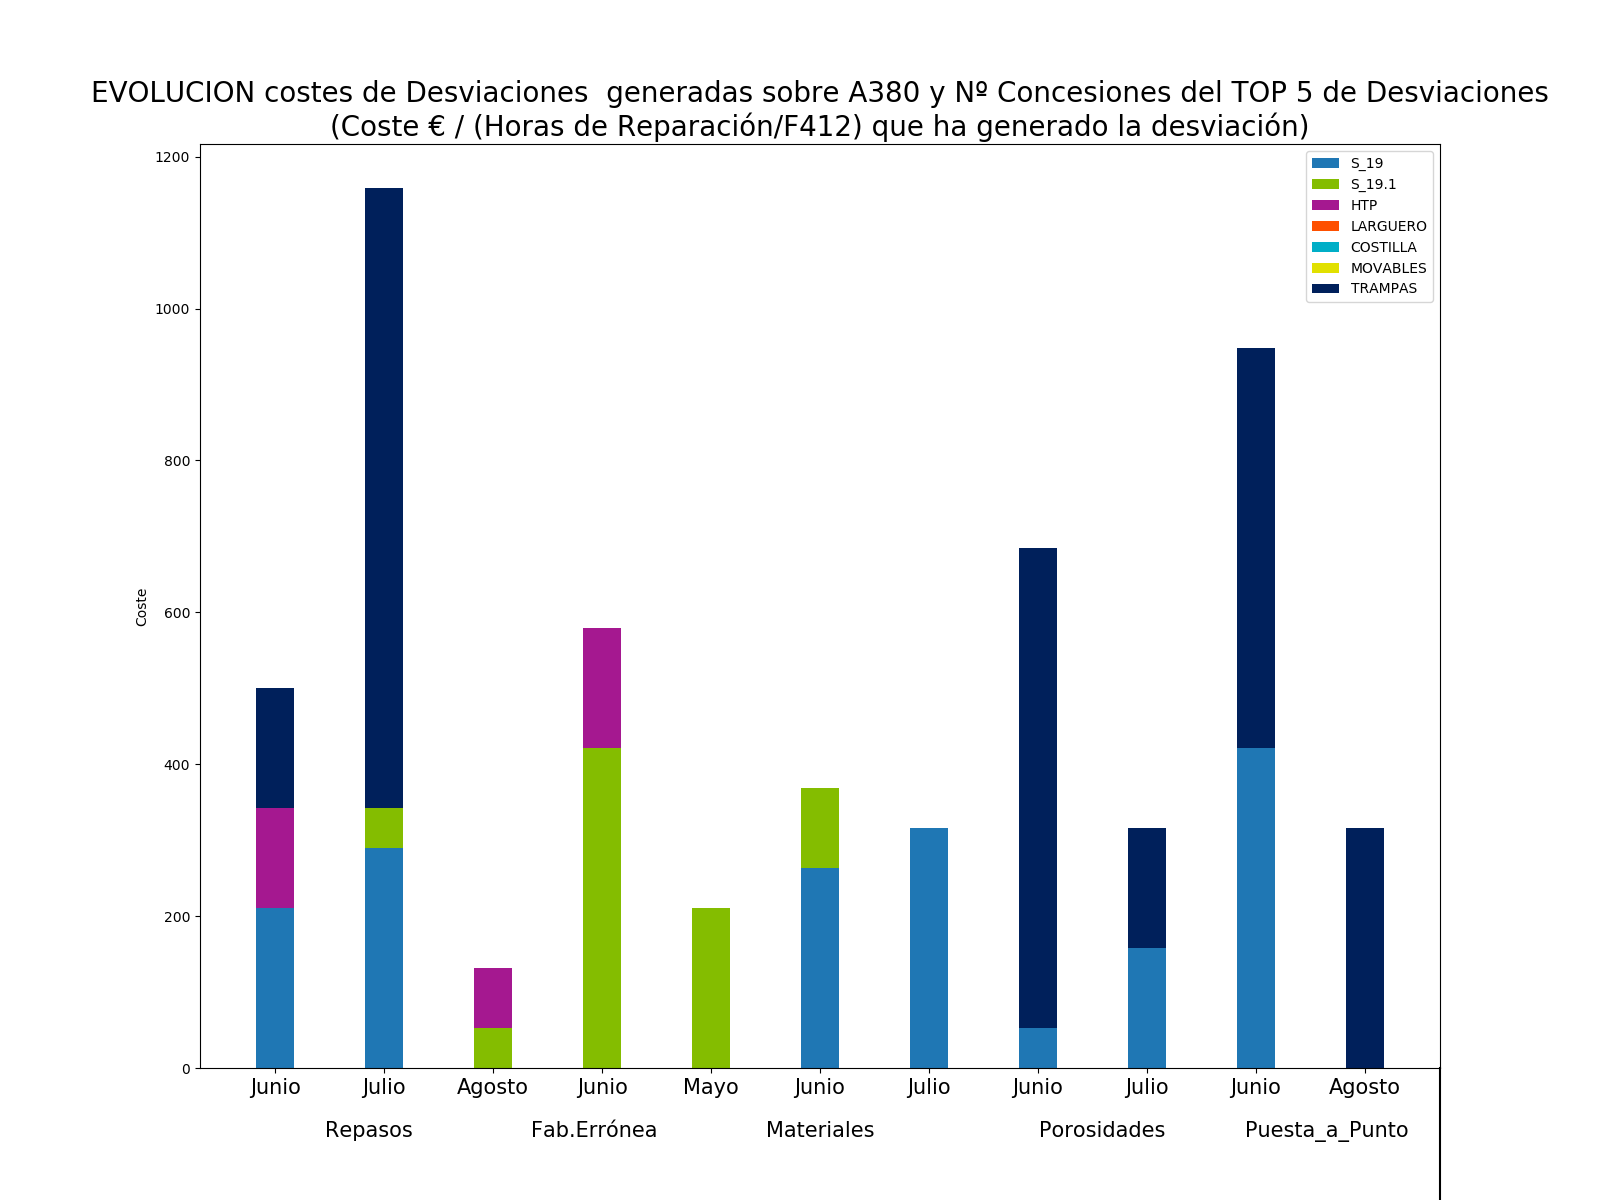 EVOLUCION costes de Desviaciones  generadas sobre A380 y Nº Concesiones del TOP 5 de Desviaciones
(Coste € / (Horas de Reparación/F412) que ha generado la desviación)
1200
1000
800
600
400
200
0
Coste
S_19
S_19.1
HTP
LARGUERO
COSTILLA
MOVABLES
TRAMPAS
Junio Julio Agosto Junio Mayo Junio Julio Junio Julio Junio Agosto
Repasos Fab.Errónea Materiales Porosidades Puesta_a_Punto